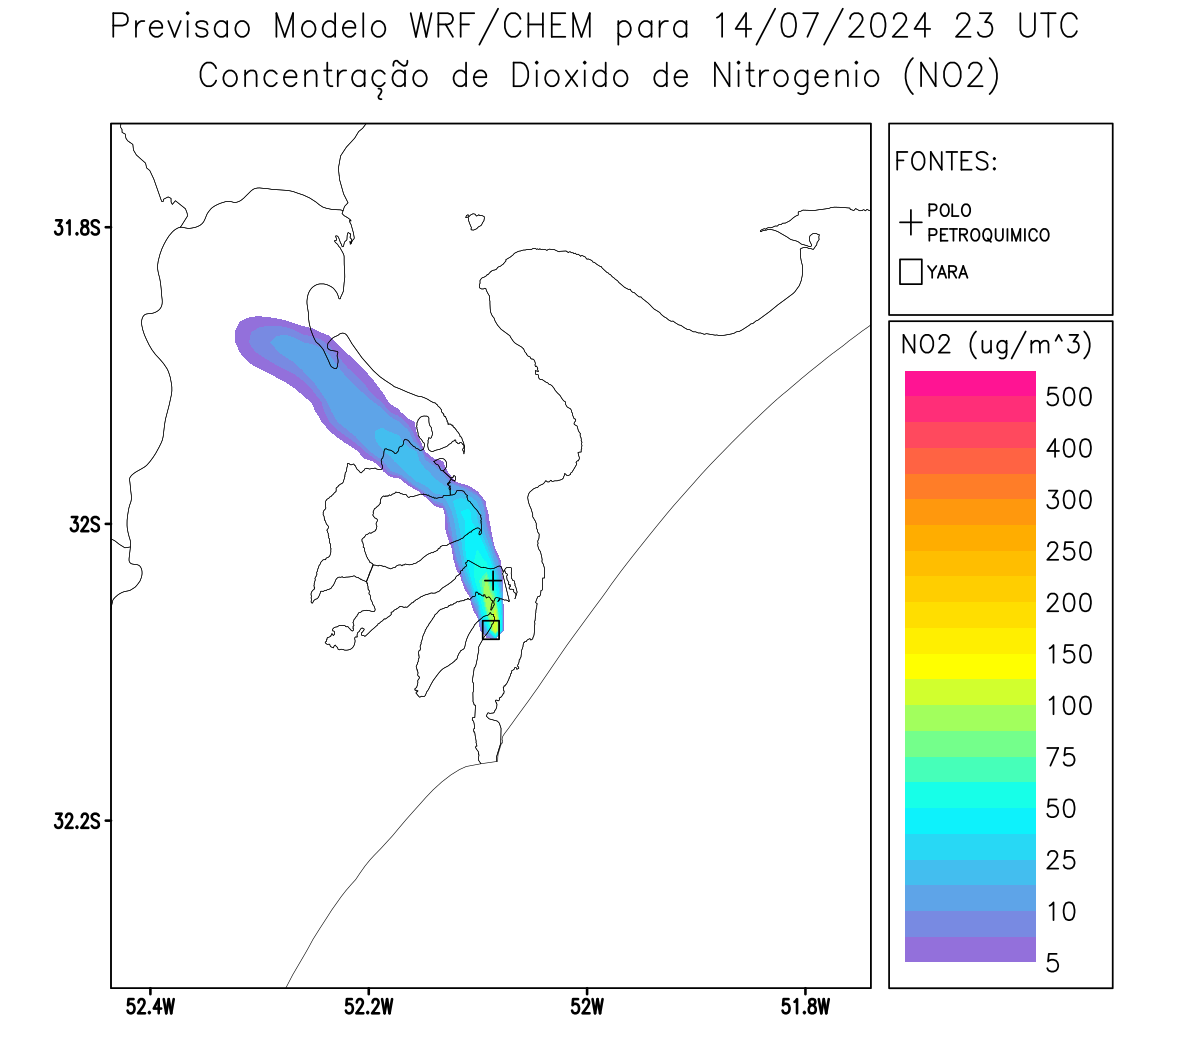 Previsao Modelo WRF/CHEM para 14/07/2024 23 UTC
Concentração de Dioxido de Nitrogenio (NO2)
FONTES:
POLO
PETROQUIMICO
YARA
31.8S
32S
32.2S
52.4W
52.2W
52W
51.8W
NO2 (ug/m^3)
500
400
300
250
200
150
100
75
50
25
10
5